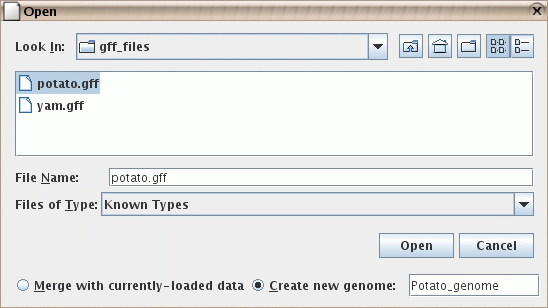 Open
Look In: gff_files
potato.gff
yam.gff
File Name: potato.gff
Files of Type: Known Types
Open Cancel
Merge with currently-loaded data Create new genome: Potato_genome